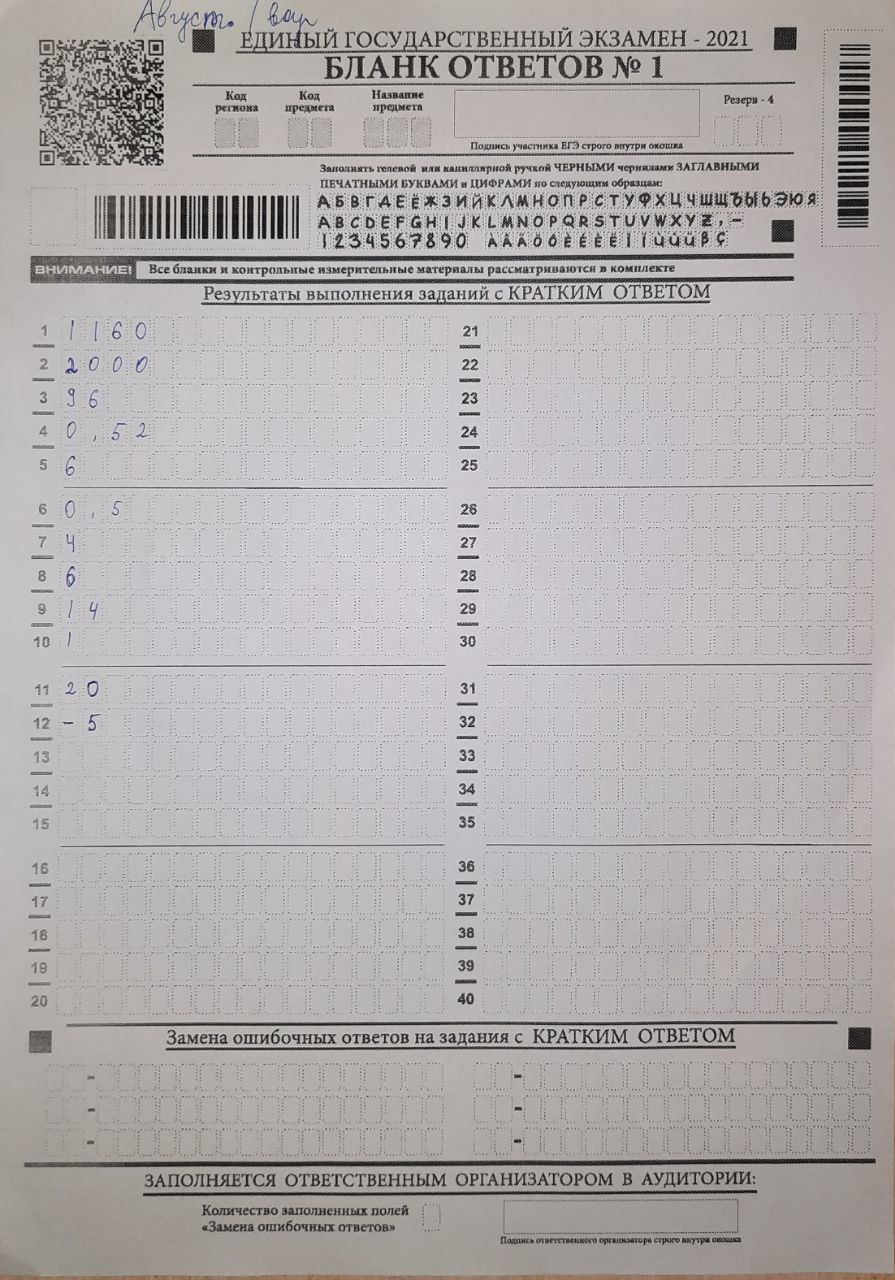 Август. 1 вар
ЕДИНЫЙ ГОСУДАРСТВЕННЫЙ ЭКЗАМЕН - 2021
БЛАНК ОТВЕТОВ № 1
Код региона
Код предмета
Название предмета
Резерв - 4
Подпись участника ЕГЭ строго внутри окошка
Заполнять гелевой или капиллярной ручкой ЧЕРНЫМИ чернилами ЗАГЛАВНЫМИ
ПЕЧАТНЫМИ БУКВАМИ и ЦИФРАМИ по следующим образцам:
АБВГДЕЁЖЗИЙКЛМНОПРСТУФХЦЧШЩЪЫЬЭЮЯ
ABCDEFGHIJKLMNOPQRSTUVWXYZ,-
1234567890
ВНИМАНИЕ! Все бланки и контрольные измерительные материалы рассматриваются в комплекте
Результаты выполнения заданий с КРАТКИМ ОТВЕТОМ
1 1160 21
2 2000 22
3 96 23
4 0,52 24
5 6 25
6 0,5 26
7 4 27
8 6 28
9 14 29
10 1 30
11 20 31
12 -5 32
13 33
14 34
15 35
16 36
17 37
18 38
19 39
20 40
Замена ошибочных ответов на задания с КРАТКИМ ОТВЕТОМ
- -
- -
- -
ЗАПОЛНЯЕТСЯ ОТВЕТСТВЕННЫМ ОРГАНИЗАТОРОМ В АУДИТОРИИ:
Количество заполненных полей
«Замена ошибочных ответов»
Подпись ответственного организатора строго внутри окошка